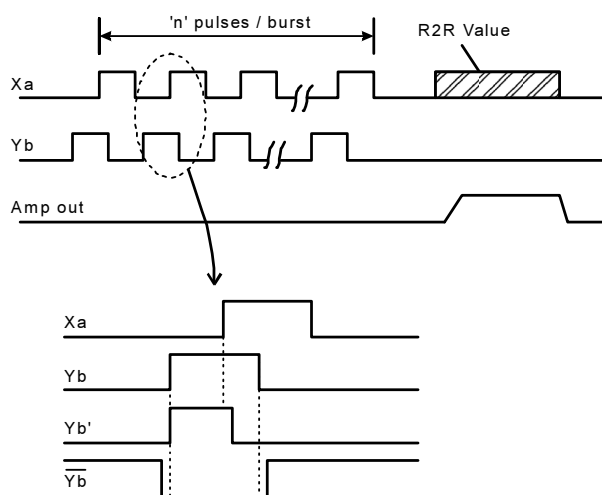 'n' pulses / burst
R2R Value
Xa
Yb
Amp out
Xa
Yb
Yb'
Yb